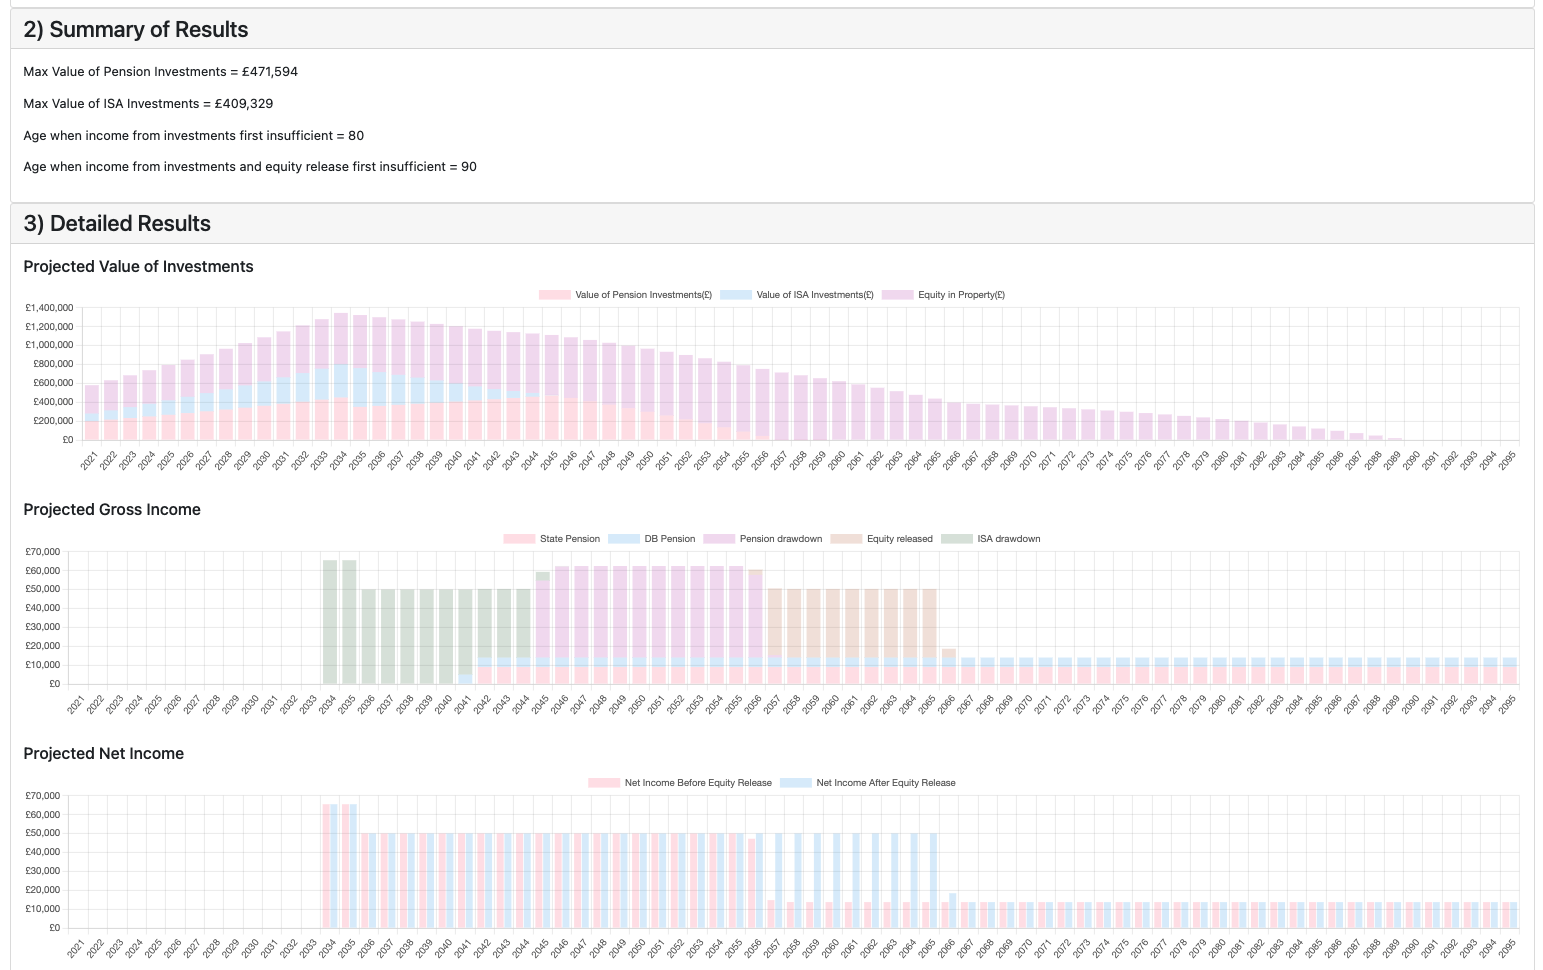 2) Summary of Results
Max Value of Pension Investments = £471,594
Max Value of ISA Investments = £409,329
Age when income from investments first insufficient = 80
Age when income from investments and equity release first insufficient = 90
3) Detailed Results
Projected Value of Investments
Value of Pension Investments(£) Value of ISA Investments(£) Equity in Property(£)
£1,400,000
£1,200,000
£1,000,000
£800,000
£600,000
£400,000
£200,000
£0
2021 2022 2023 2024 2025 2026 2027 2028 2029 2030 2031 2032 2033 2034 2035 2036 2037 2038 2039 2040 2041 2042 2043 2044 2045 2046 2047 2048 2049 2050 2051 2052 2053 2054 2055 2056 2057 2058 2059 2060 2061 2062 2063 2064 2065 2066 2067 2068 2069 2070 2071 2072 2073 2074 2075 2076 2077 2078 2079 2080 2081 2082 2083 2084 2085 2086 2087 2088 2089 2090 2091 2092 2093 2094 2095
Projected Gross Income
State Pension DB Pension Pension drawdown Equity released ISA drawdown
£70,000
£60,000
£50,000
£40,000
£30,000
£20,000
£10,000
£0
2021 2022 2023 2024 2025 2026 2027 2028 2029 2030 2031 2032 2033 2034 2035 2036 2037 2038 2039 2040 2041 2042 2043 2044 2045 2046 2047 2048 2049 2050 2051 2052 2053 2054 2055 2056 2057 2058 2059 2060 2061 2062 2063 2064 2065 2066 2067 2068 2069 2070 2071 2072 2073 2074 2075 2076 2077 2078 2079 2080 2081 2082 2083 2084 2085 2086 2087 2088 2089 2090 2091 2092 2093 2094 2095
Projected Net Income
Net Income Before Equity Release Net Income After Equity Release
£70,000
£60,000
£50,000
£40,000
£30,000
£20,000
£10,000
£0
2021 2022 2023 2024 2025 2026 2027 2028 2029 2030 2031 2032 2033 2034 2035 2036 2037 2038 2039 2040 2041 2042 2043 2044 2045 2046 2047 2048 2049 2050 2051 2052 2053 2054 2055 2056 2057 2058 2059 2060 2061 2062 2063 2064 2065 2066 2067 2068 2069 2070 2071 2072 2073 2074 2075 2076 2077 2078 2079 2080 2081 2082 2083 2084 2085 2086 2087 2088 2089 2090 2091 2092 2093 2094 2095